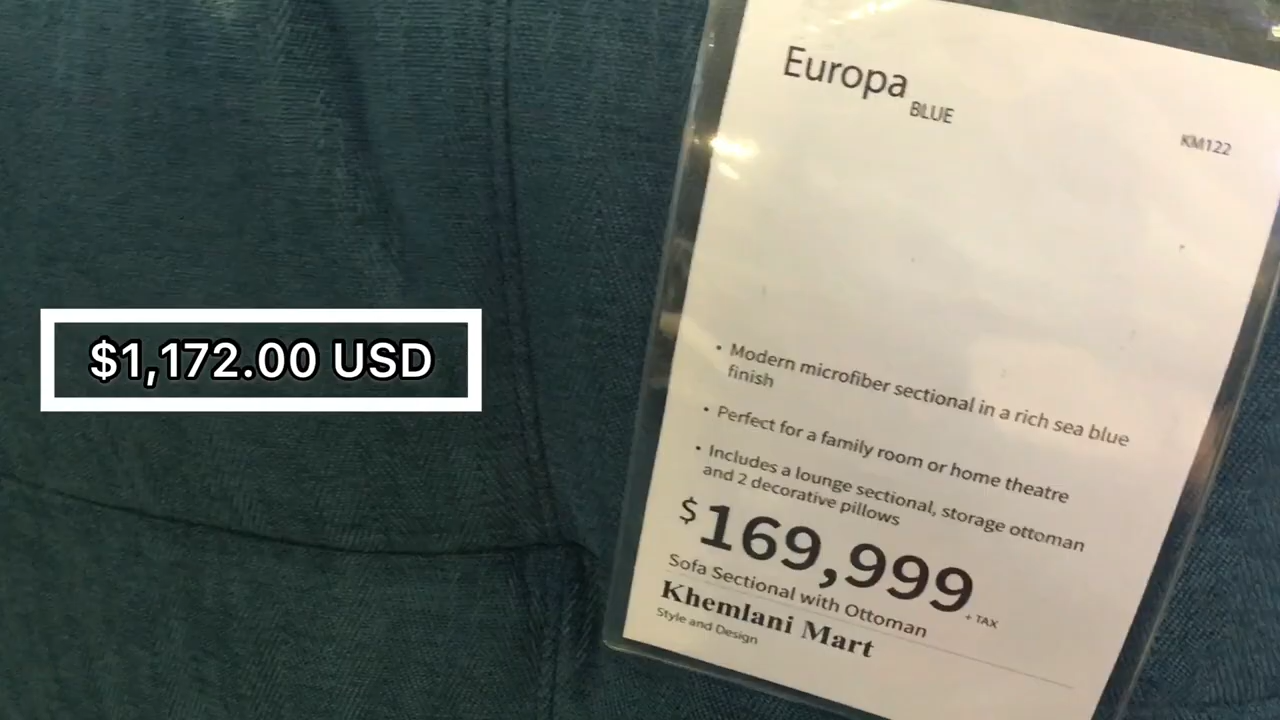 Europa BLUE
KM122
• Modern microfiber sectional in a rich sea blue
finish
• Perfect for a family room or home theatre
• Includes a lounge sectional, storage ottoman
and 2 decorative pillows
$169,999 + TAX
Sofa Sectional with Ottoman
Khemlani Mart
Style and Design
$1,172.00 USD